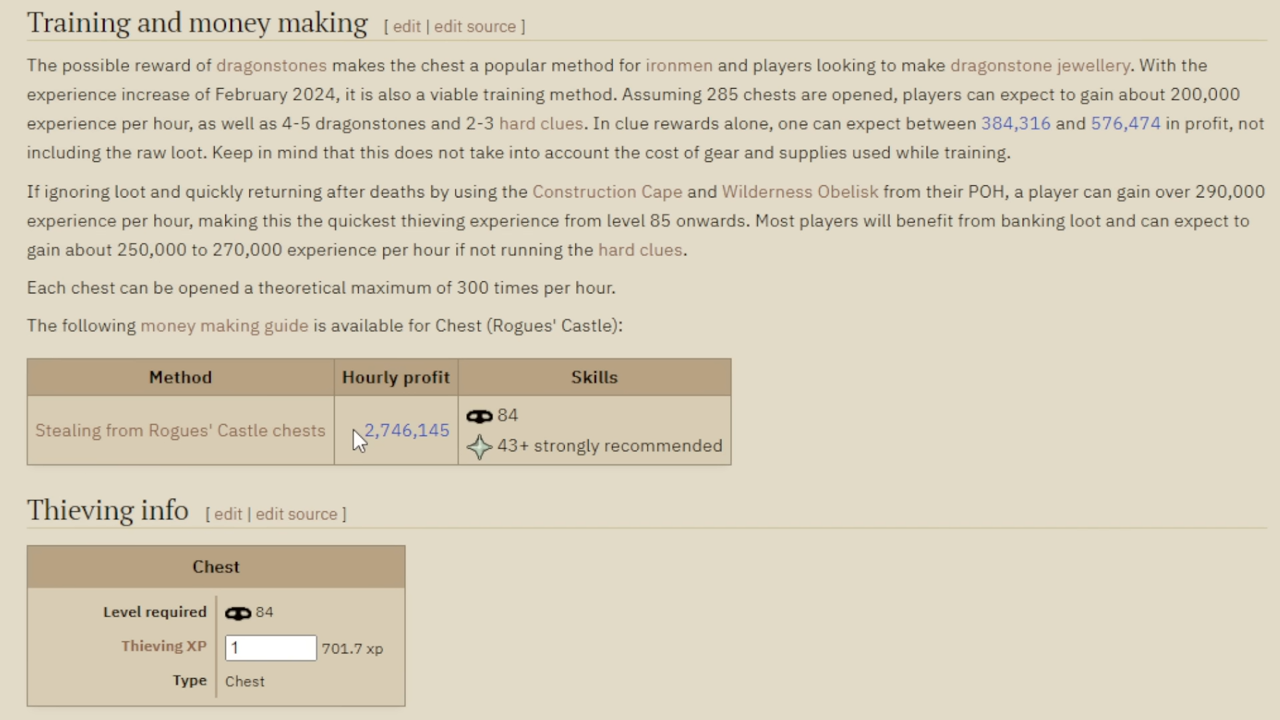 Training and money making [ edit | edit source ]
The possible reward of dragonstones makes the chest a popular method for ironmen and players looking to make dragonstone jewellery. With the
experience increase of February 2024, it is also a viable training method. Assuming 285 chests are opened, players can expect to gain about 200,000
experience per hour, as well as 4-5 dragonstones and 2-3 hard clues. In clue rewards alone, one can expect between 384,316 and 576,474 in profit, not
including the raw loot. Keep in mind that this does not take into account the cost of gear and supplies used while training.
If ignoring loot and quickly returning after deaths by using the Construction Cape and Wilderness Obelisk from their POH, a player can gain over 290,000
experience per hour, making this the quickest thieving experience from level 85 onwards. Most players will benefit from banking loot and can expect to
gain about 250,000 to 270,000 experience per hour if not running the hard clues.
Each chest can be opened a theoretical maximum of 300 times per hour.
The following money making guide is available for Chest (Rogues' Castle):
Method Hourly profit Skills
Stealing from Rogues' Castle chests 2,746,145 84
43+ strongly recommended
Thieving info [ edit | edit source ]
Chest
Level required 84
Thieving XP 1 701.7 xp
Type Chest